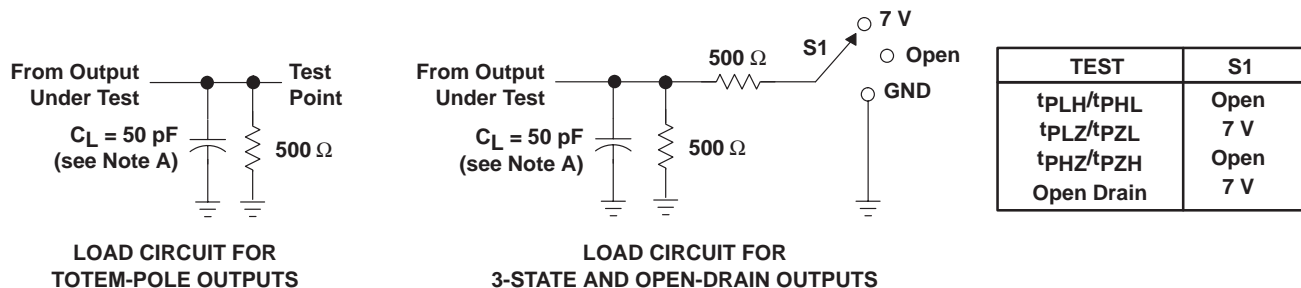 From Output
Under Test
Test
Point
CL = 50 pF
(see Note A)
500 Ω
LOAD CIRCUIT FOR
TOTEM-POLE OUTPUTS
From Output
Under Test
CL = 50 pF
(see Note A)
500 Ω
500 Ω
S1
7 V
Open
GND
LOAD CIRCUIT FOR
3-STATE AND OPEN-DRAIN OUTPUTS
TEST S1
tPLH/tPHL Open
tPLZ/tPZL 7 V
tPHZ/tPZH Open
Open Drain 7 V